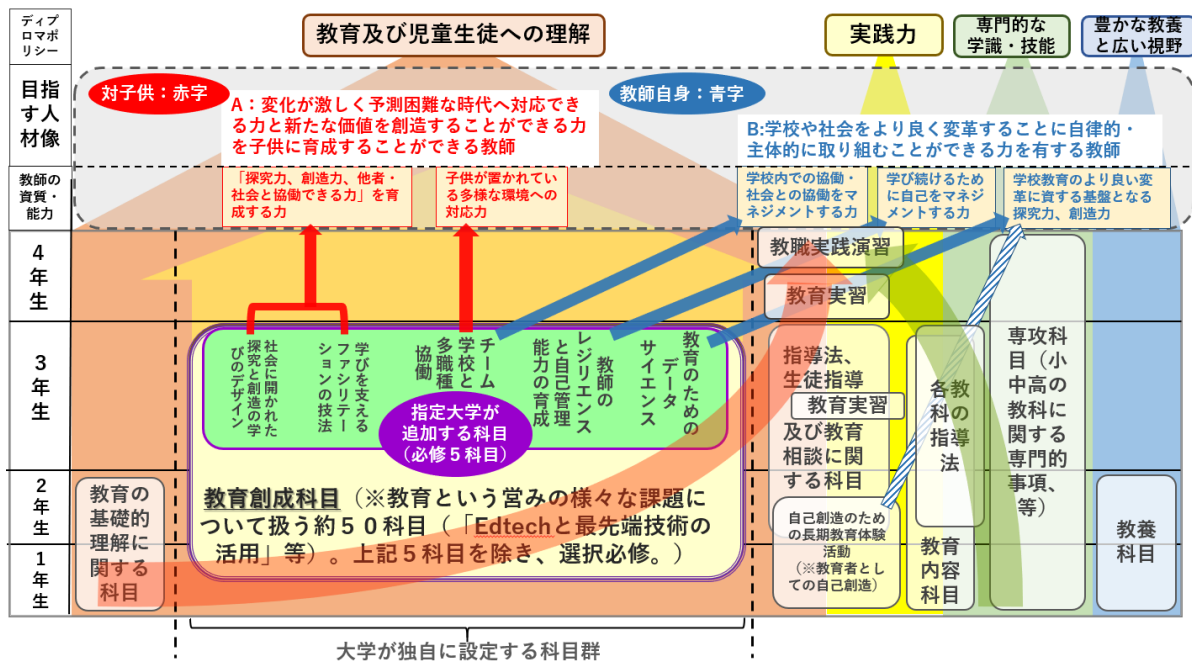 ディプ
ロマポ
リシー
教育及び児童生徒への理解
実践力
専門的な
学識・技能
豊かな教養
と広い視野
目指
す人
材像
対子供：赤字
教師自身：青字
A：変化が激しく予測困難な時代へ対応でき
る力と新たな価値を創造することができる力
を子供に育成することができる教師
B:学校や社会をより良く変革することに自律的・
主体的に取り組むことができる力を有する教師
教師の
資質・
能力
「探究力、創造力、他者・
社会と協働できる力」を育
成する力
子供が置かれてい
る多様な環境への
対応力
学校内での協働・
社会との協働をマ
ネジメントする力
学び続けるため
に自己をマネジ
メントする力
学校教育のより良い変
革に資する基盤となる
探究力、創造力
4
年
生
教職実践演習
教育実習
3
年
生
社会に開かれた
探究と創造の学
びのデザイン
学びを支える
ファシリテー
ションの技法
チーム
学校と
多職種
協働
教師の
レジリエンス
と自己管理
能力の育成
教育のための
データ
サイエンス
指定大学が
追加する科目
（必修５科目）
指導法、
生徒指導
教育実習
及び教育
相談に関
する科目
各教
科の
指導
法
専攻科
目（小
中高の
教科に
関する
専門的
事項、
等）
2
年
生
教育の
基礎的
理解に
関する
科目
教育創成科目（※教育という営みの様々な課題に
ついて扱う約５０科目（「Edtechと最先端技術の
活用」等）。上記５科目を除き、選択必修。）
自己創造のため
の長期教育体験
活動
（※教育者とし
ての自己創造）
教育
内容
科目
教養
科目
1
年
生
大学が独自に設定する科目群